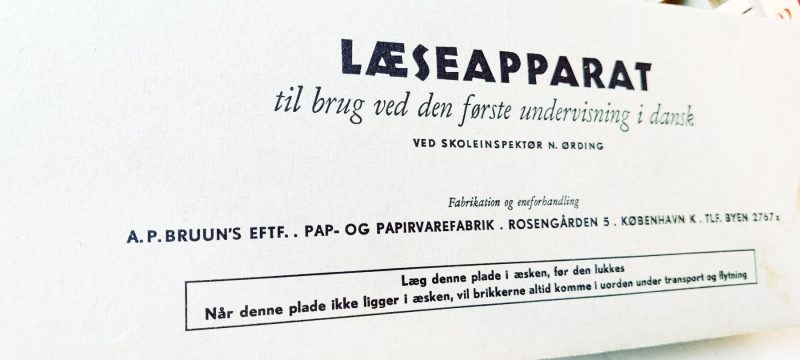 LÆSEAPPARAT
til brug ved den første undervisning i dansk
VED SKOLEINSPEKTØR N. ØRDING
Fabrikation og eneforhandling
A. P. BRUUN'S EFTF. . PAP- OG PAPIRVAREFABRIK . ROSENGÅRDEN 5 . KØBENHAVN K . TLF. BYEN 2767
Læg denne plade i æsken, før den lukkes
Når denne plade ikke ligger i æsken, vil brikkerne altid komme i uorden under transport og flytning